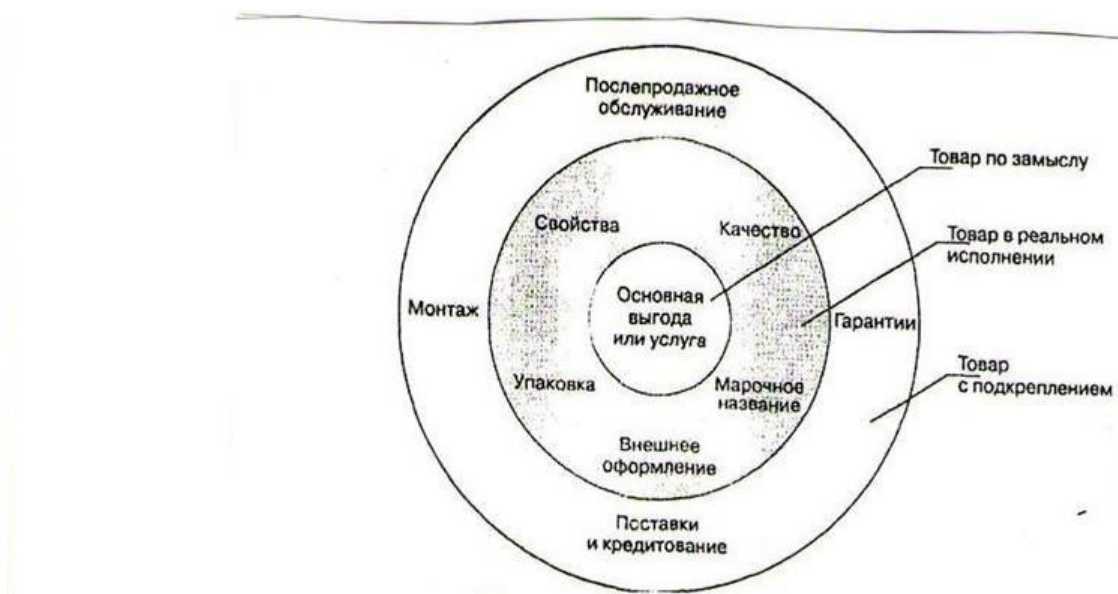 Послепродажное
обслуживание
Товар по замыслу
Свойства
Качество
Товар в реальном
исполнении
Монтаж
Основная
выгода
или услуга
Гарантии
Товар
с подкреплением
Упаковка
Марочное
название
Внешнее
оформление
Поставки
и кредитование